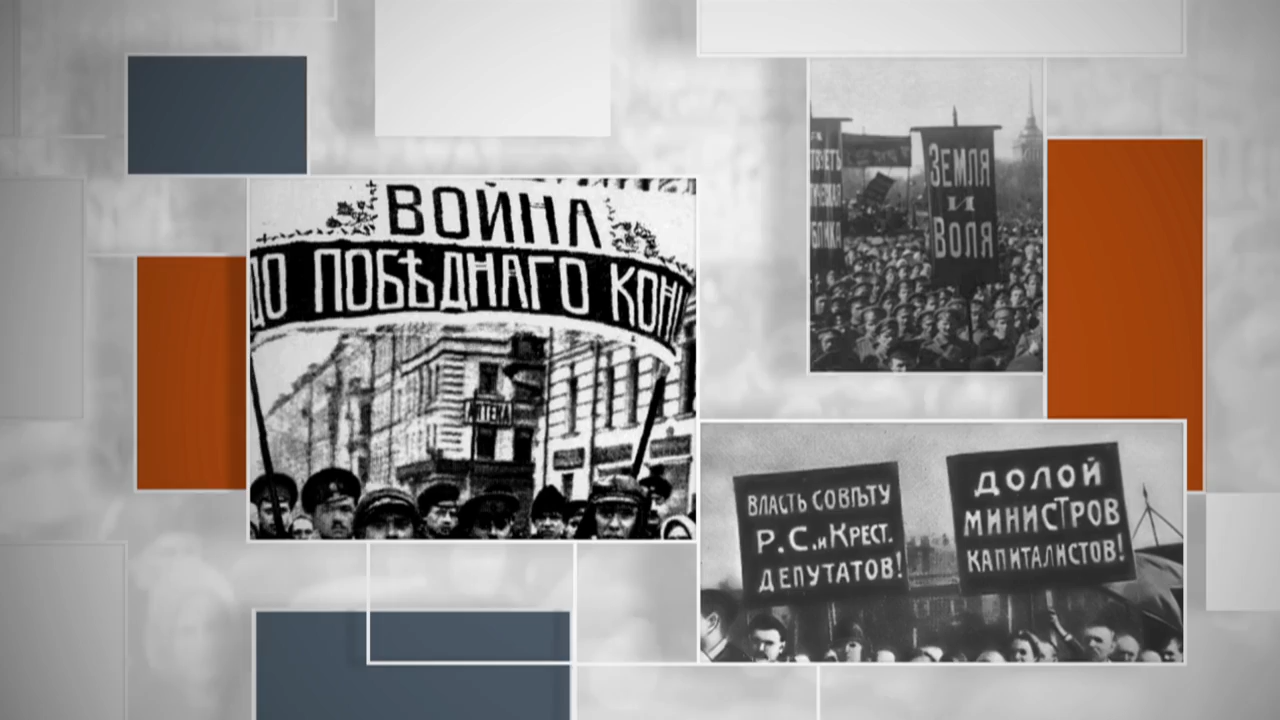 ВОЙНА
ДО ПОБѢДНАГО КОН
АПТЕКА
ЗЕМЛЯ
И
ВОЛЯ
ВЛАСТЬ СОВѢТУ
Р.С. и КРЕСТ.
ДЕПУТАТОВ!
ДОЛОЙ
МИНИСТРОВ
КАПИТАЛИСТОВ!